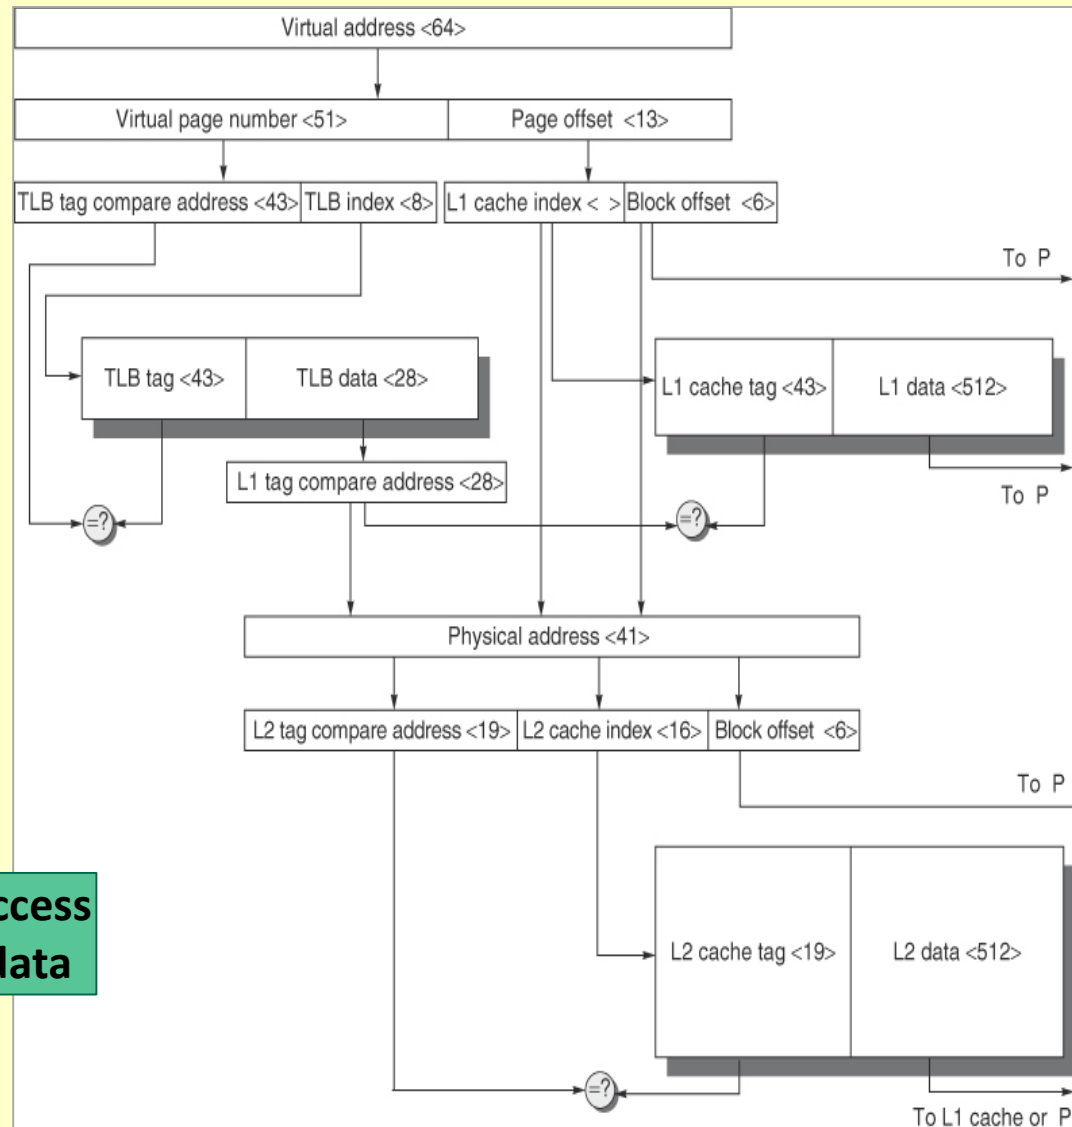 Virtual address <64>
Virtual page number <51> Page offset <13>
TLB tag compare address <43> TLB index <8> L1 cache index < > Block offset <6>
To P
TLB tag <43> TLB data <28>
L1 cache tag <43> L1 data <512>
L1 tag compare address <28>
To P
=? =?
Physical address <41>
L2 tag compare address <19> L2 cache index <16> Block offset <6>
To P
ccess
data
L2 cache tag <19> L2 data <512>
=?
To L1 cache or P